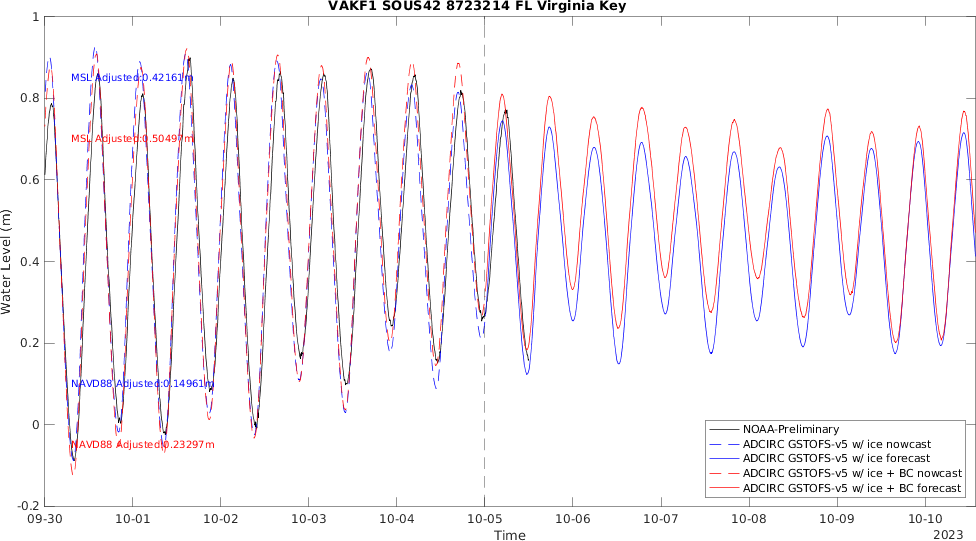 VAKF1 SOUS42 8723214 FL Virginia Key
1
0.8
0.6
0.4
0.2
0
-0.2
Water Level (m)
MSL Adjusted:0.42161m
MSL Adjusted:0.50497m
NAVD88 Adjusted:0.14961m
NAVD88 Adjusted:0.23297m
NOAA-Preliminary
ADCIRC GSTOFS-v5 w/ ice nowcast
ADCIRC GSTOFS-v5 w/ ice forecast
ADCIRC GSTOFS-v5 w/ice + BC nowcast
ADCIRC GSTOFS-v5 w/ice + BC forecast
09-30 10-01 10-02 10-03 10-04 10-05 10-06 10-07 10-08 10-09 10-10
Time
2023